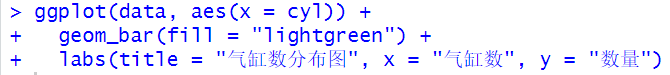 > ggplot(data, aes(x = cyl)) +
+   geom_bar(fill = "lightgreen") +
+   labs(title = "气缸数分布图", x = "气缸数", y = "数量")